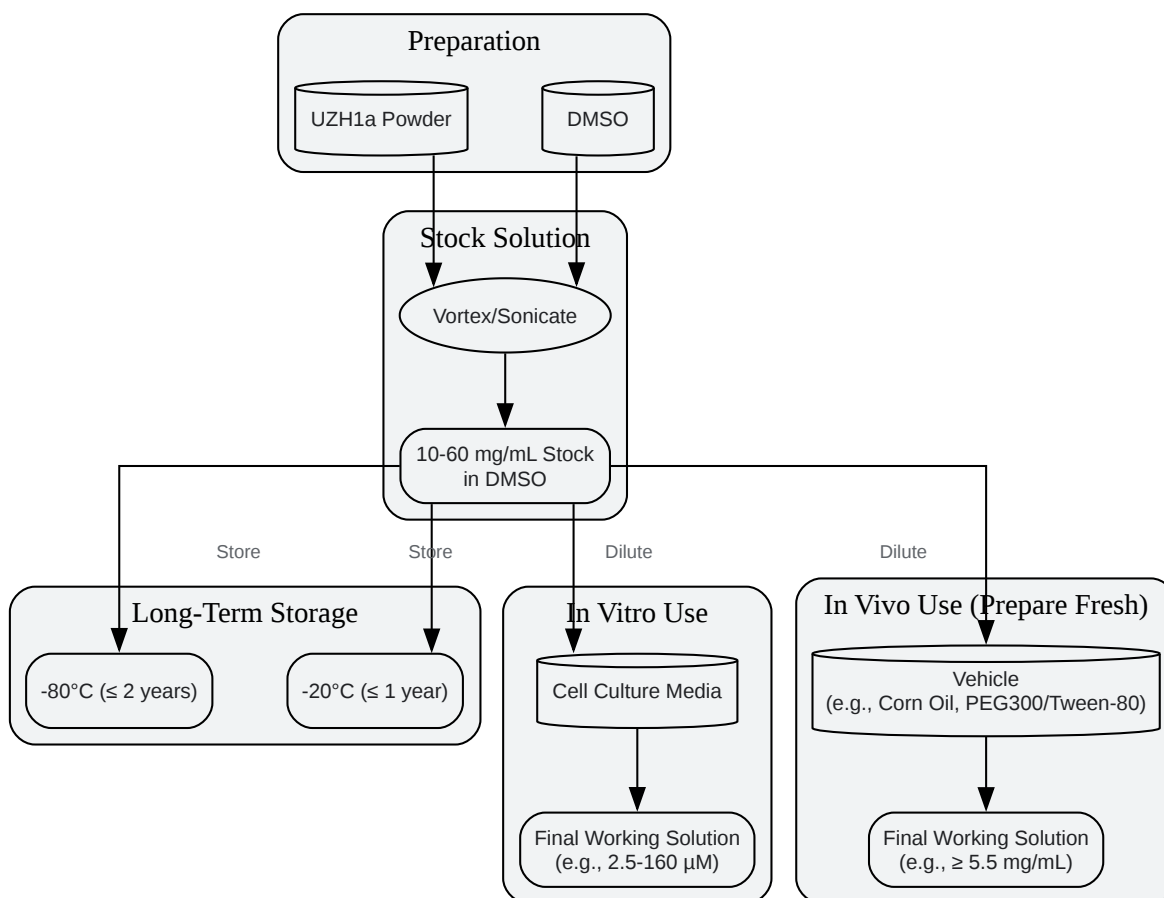 Preparation
UZH1a Powder
DMSO
Stock Solution
Vortex/Sonicate
10-60 mg/mL Stock
in DMSO
Store
Store
Dilute
Dilute
Long-Term Storage
-80°C (≤ 2 years)
-20°C (≤ 1 year)
In Vitro Use
Cell Culture Media
Final Working Solution
(e.g., 2.5-160 µM)
In Vivo Use (Prepare Fresh)
Vehicle
(e.g., Corn Oil, PEG300/Tween-80)
Final Working Solution
(e.g., ≥ 5.5 mg/mL)